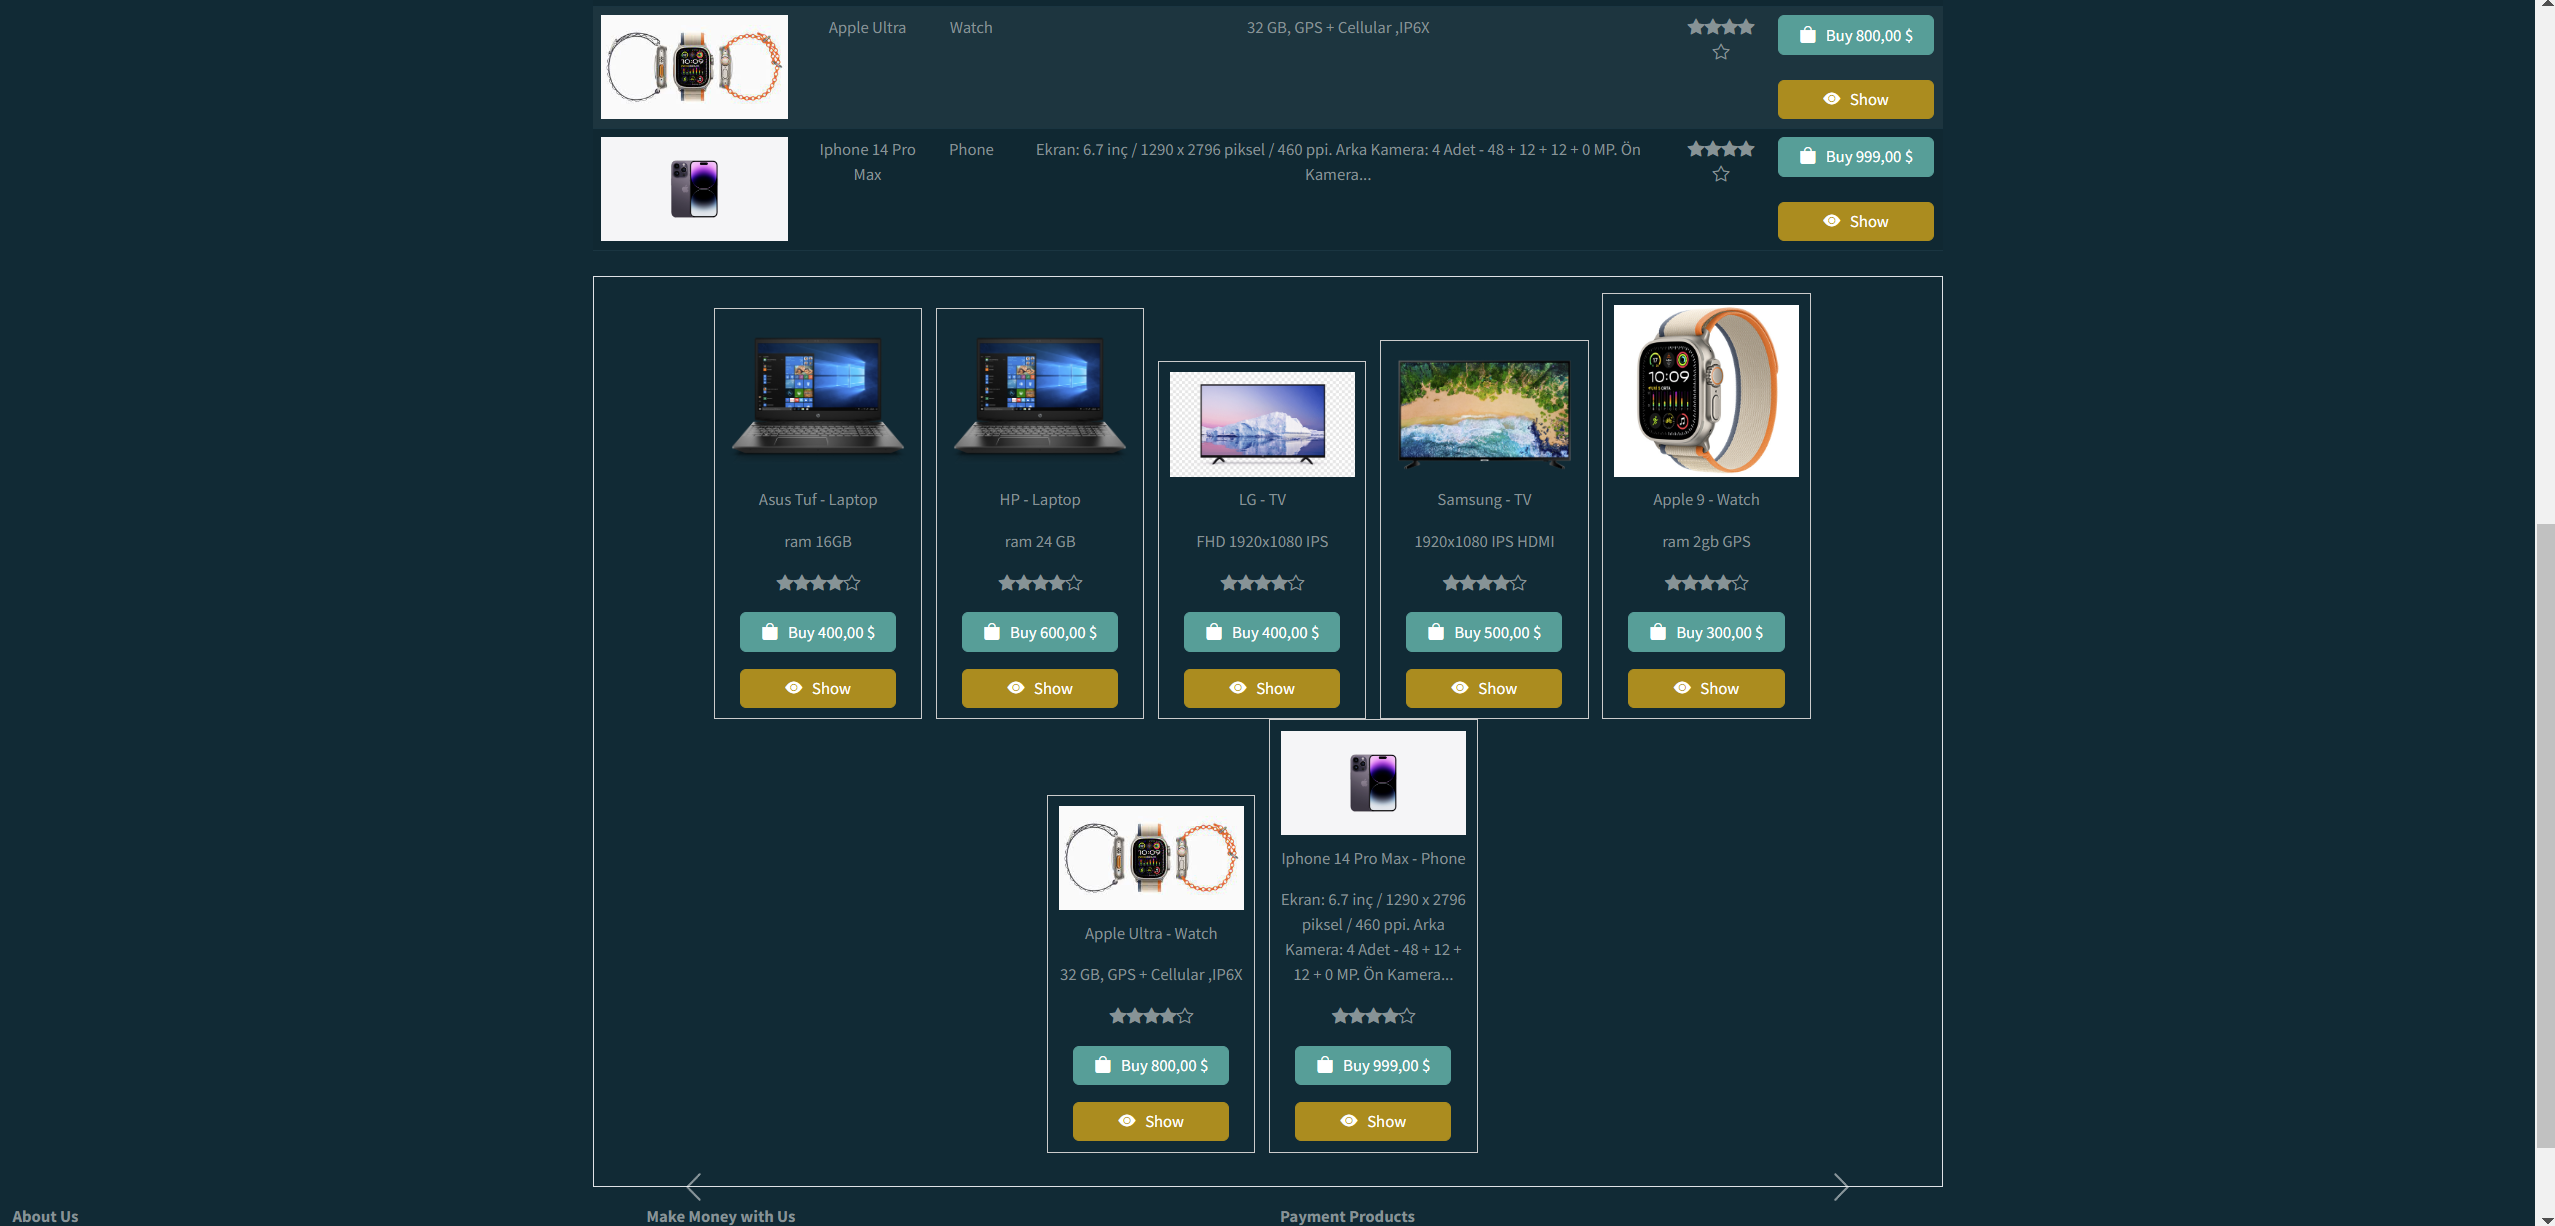 Apple Ultra
Watch
32 GB, GPS + Cellular ,IP6X
Buy 800,00 $
Show
Iphone 14 Pro
Max
Phone
Ekran: 6.7 inç / 1290 x 2796 piksel / 460 ppi. Arka Kamera: 4 Adet - 48 + 12 + 12 + 0 MP. Ön
Kamera...
Buy 999,00 $
Show
10:09
10:09
Asus Tuf - Laptop
ram 16GB
Buy 400,00 $
Show
HP - Laptop
ram 24 GB
Buy 600,00 $
Show
LG - TV
FHD 1920x1080 IPS
Buy 400,00 $
Show
Samsung - TV
1920x1080 IPS HDMI
Buy 500,00 $
Show
Apple 9 - Watch
ram 2gb GPS
Buy 300,00 $
Show
10:09
Apple Ultra - Watch
32 GB, GPS + Cellular ,IP6X
Buy 800,00 $
Show
Iphone 14 Pro Max - Phone
Ekran: 6.7 inç / 1290 x 2796
piksel / 460 ppi. Arka
Kamera: 4 Adet - 48 + 12 +
12 + 0 MP. Ön Kamera...
Buy 999,00 $
Show
About Us
Make Money with Us
Payment Products